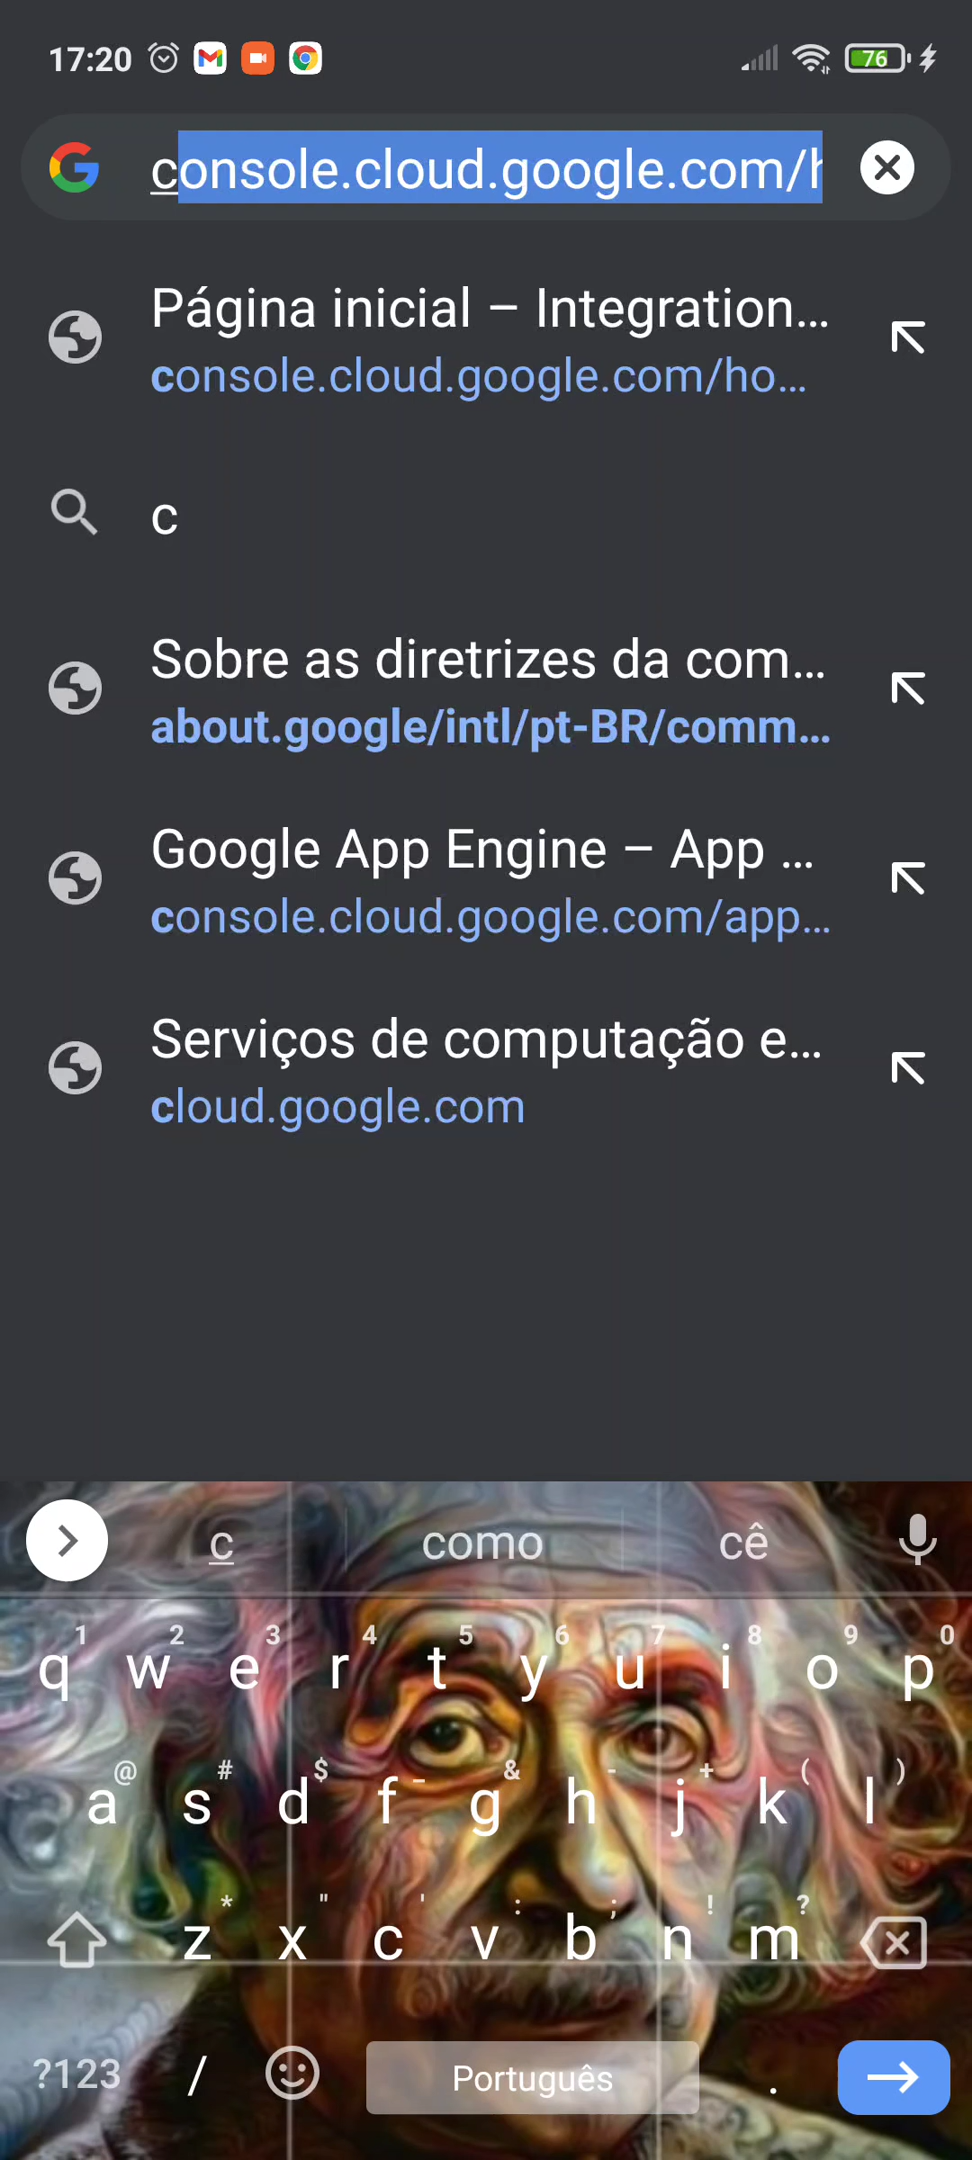 17:20 76
console.cloud.google.com/h
Página inicial – Integration...
console.cloud.google.com/ho...
c
Sobre as diretrizes da com...
about.google/intl/pt-BR/comm...
Google App Engine – App ...
console.cloud.google.com/app...
Serviços de computação e...
cloud.google.com
c como cê
1 2 3 4 5 6 7 8 9 0
q w e r t y u i o p
@ # $ _ & - + ( )
a s d f g h j k l
* " ' : ; ! ?
z x c v b n m
?123 / Português .